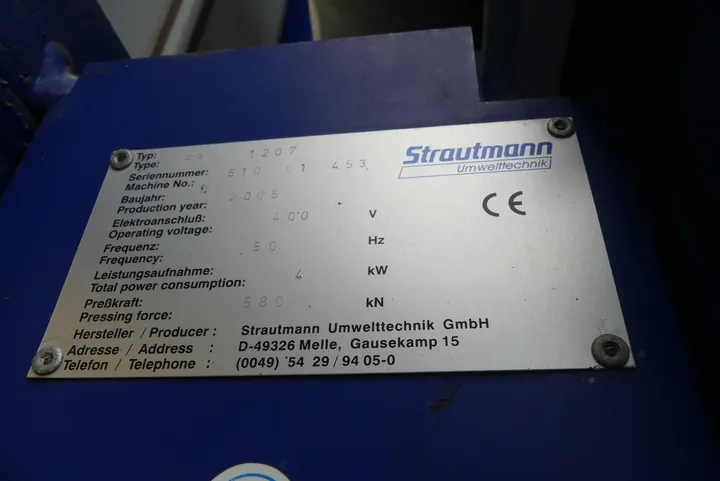 Strautmann
Umwelttechnik
CE
Typ: 1207
Type:
Seriennummer: 510 01 453
Machine No.:
Baujahr: 2005
Production year:
Elektroanschluß: 400 V
Operating voltage:
Frequenz: 50 Hz
Frequency:
Leistungsaufnahme: 4 kW
Total power consumption:
Preßkraft: 580 kN
Pressing force:
Hersteller / Producer : Strautmann Umwelttechnik GmbH
Adresse / Address : D-49326 Melle, Gausekamp 15
Telefon / Telephone : (0049) 54 29 / 94 05-0